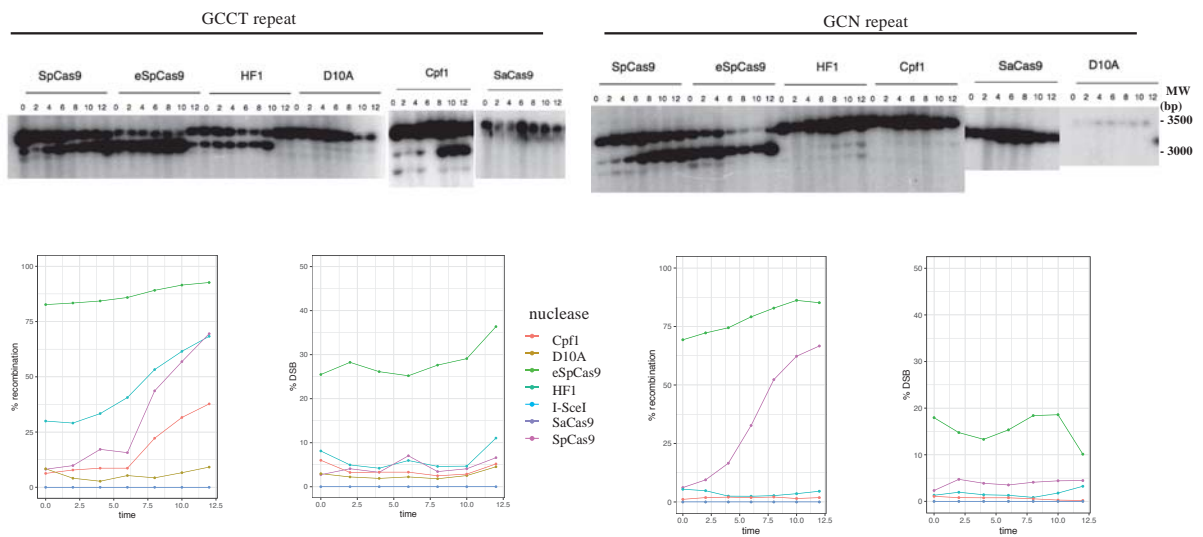 GCCT repeat
GCN repeat
SpCas9 eSpCas9 HF1 D10A Cpf1 SaCas9
SpCas9 eSpCas9 HF1 Cpf1 SaCas9 D10A
0 2 4 6 8 10 12 0 2 4 6 8 10 12 0 2 4 6 8 10 12 0 2 4 6 8 10 12 0 2 4 6 8 10 12 0 2 4 6 8 10 12
0 2 4 6 8 10 12 0 2 4 6 8 10 12 0 2 4 6 8 10 12 0 2 4 6 8 10 12 0 2 4 6 8 10 12 0 2 4 6 8 10 12
MW
(bp)
- 3500
- 3000
% recombination
100
75
50
25
0
0.0 2.5 5.0 7.5 10.0 12.5
time
% DSB
50
40
30
20
10
0
0.0 2.5 5.0 7.5 10.0 12.5
time
nuclease
Cpf1
D10A
eSpCas9
HF1
I-SceI
SaCas9
SpCas9
% recombination
100
75
50
25
0
0.0 2.5 5.0 7.5 10.0 12.5
time
% DSB
50
40
30
20
10
0
0.0 2.5 5.0 7.5 10.0 12.5
time